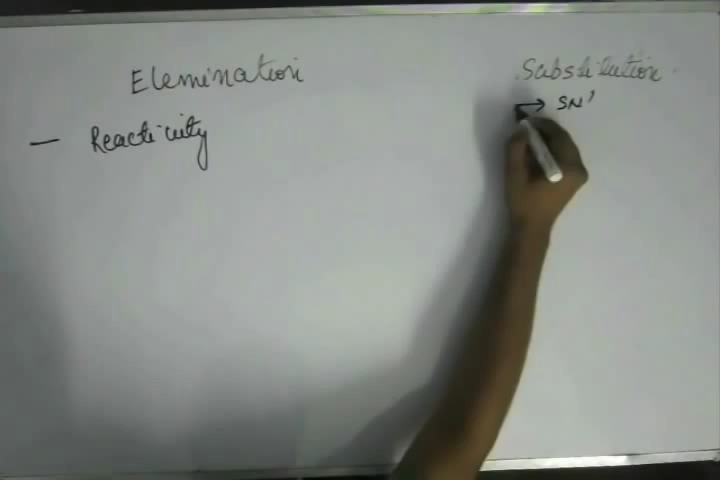 Elemination
Substitution
→ SN'
— Reactivity